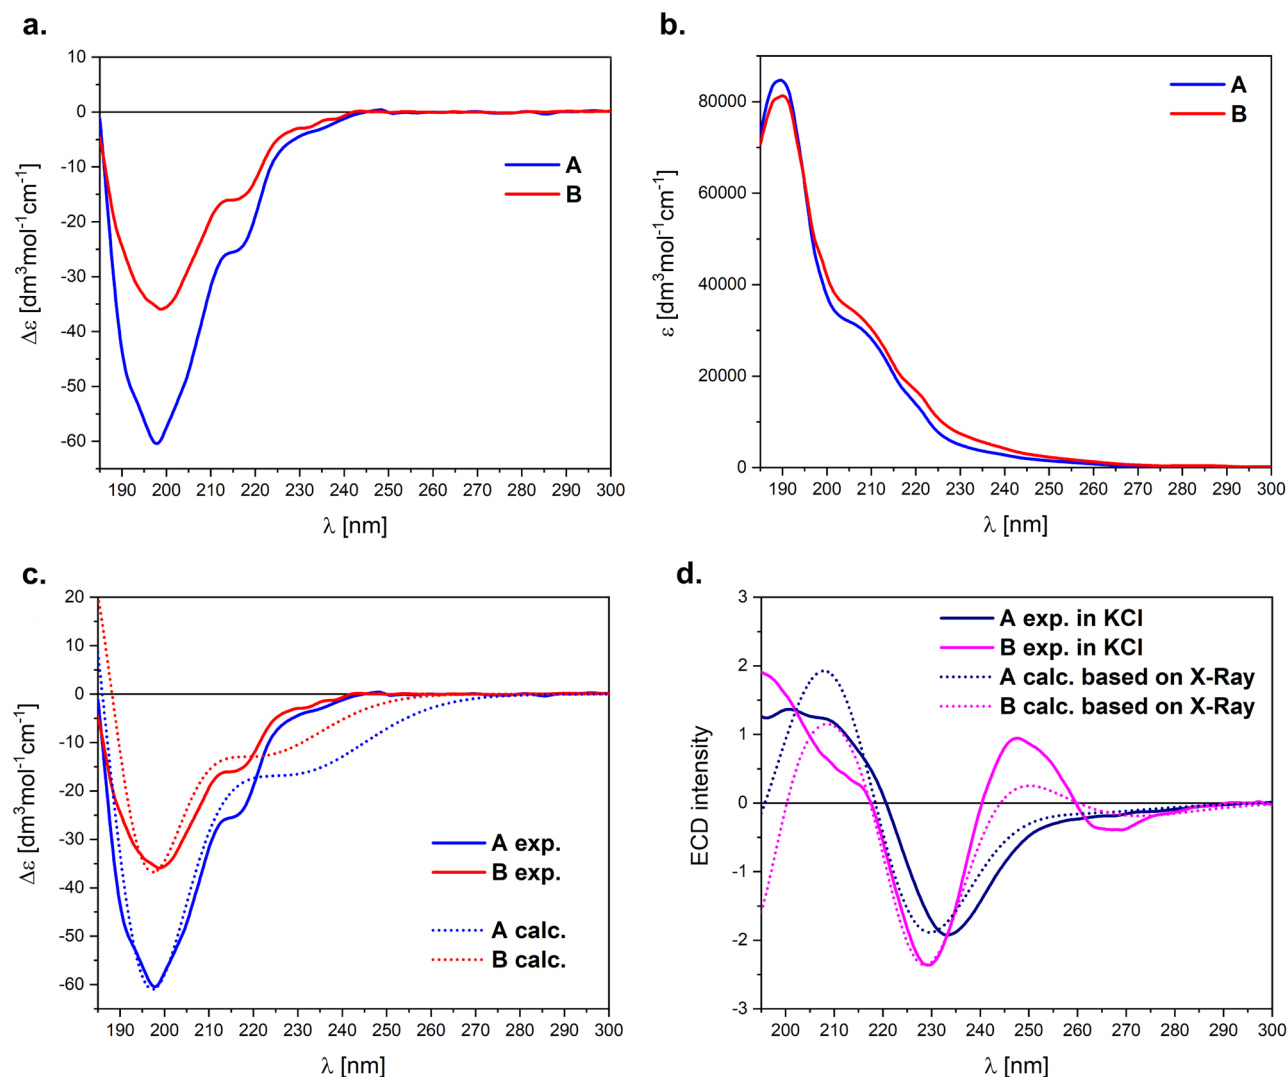 a.
10
0
-10
-20
-30
-40
-50
-60
Δε [dm³mol⁻¹cm⁻¹]
A
B
190 200 210 220 230 240 250 260 270 280 290 300
λ [nm]
b.
80000
60000
40000
20000
0
ε [dm³mol⁻¹cm⁻¹]
A
B
190 200 210 220 230 240 250 260 270 280 290 300
λ [nm]
c.
20
10
0
-10
-20
-30
-40
-50
-60
Δε [dm³mol⁻¹cm⁻¹]
A exp.
B exp.
A calc.
B calc.
190 200 210 220 230 240 250 260 270 280 290 300
λ [nm]
d.
3
2
1
0
-1
-2
-3
ECD intensity
A exp. in KCl
B exp. in KCl
A calc. based on X-Ray
B calc. based on X-Ray
200 210 220 230 240 250 260 270 280 290 300
λ [nm]